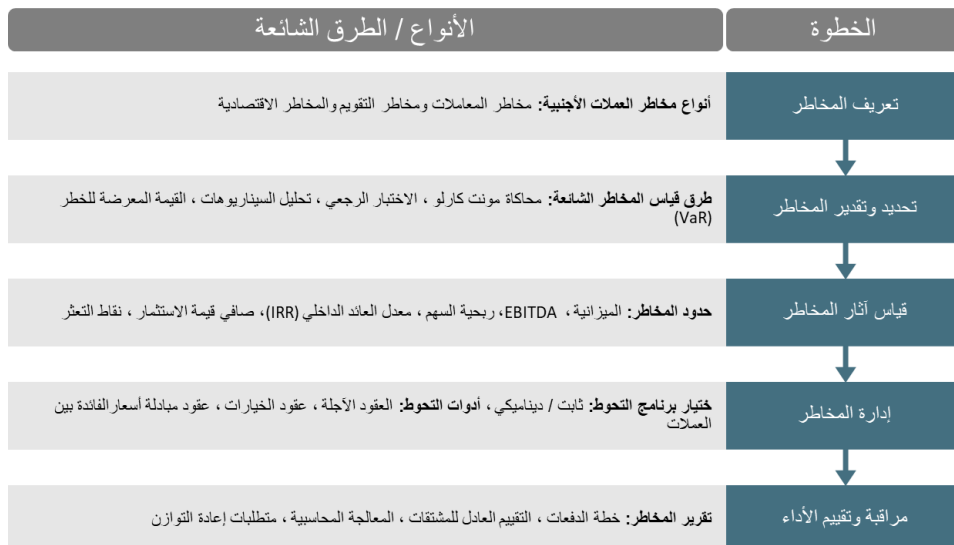 الخطوة
الأنواع / الطرق الشائعة
تعريف المخاطر
أنواع مخاطر العملات الأجنبية: مخاطر المعاملات ومخاطر التقويم والمخاطر الاقتصادية
تحديد وتقدير المخاطر
طرق قياس المخاطر الشائعة: محاكاة مونت كارلو ، الاختبار الرجعي ، تحليل السيناريوهات ، القيمة المعرضة للخطر
(VaR)
قياس آثار المخاطر
حدود المخاطر: الميزانية ، EBITDA، ربحية السهم ، معدل العائد الداخلي (IRR)، صافي قيمة الاستثمار ، نقاط التعثر
إدارة المخاطر
ختيار برنامج التحوط: ثابت / ديناميكي ، أدوات التحوط: العقود الآجلة ، عقود الخيارات ، عقود مبادلة أسعارالفائدة بين
العملات
مراقبة وتقييم الأداء
تقرير المخاطر: خطة الدفعات ، التقييم العادل للمشتقات ، المعالجة المحاسبية ، متطلبات إعادة التوازن